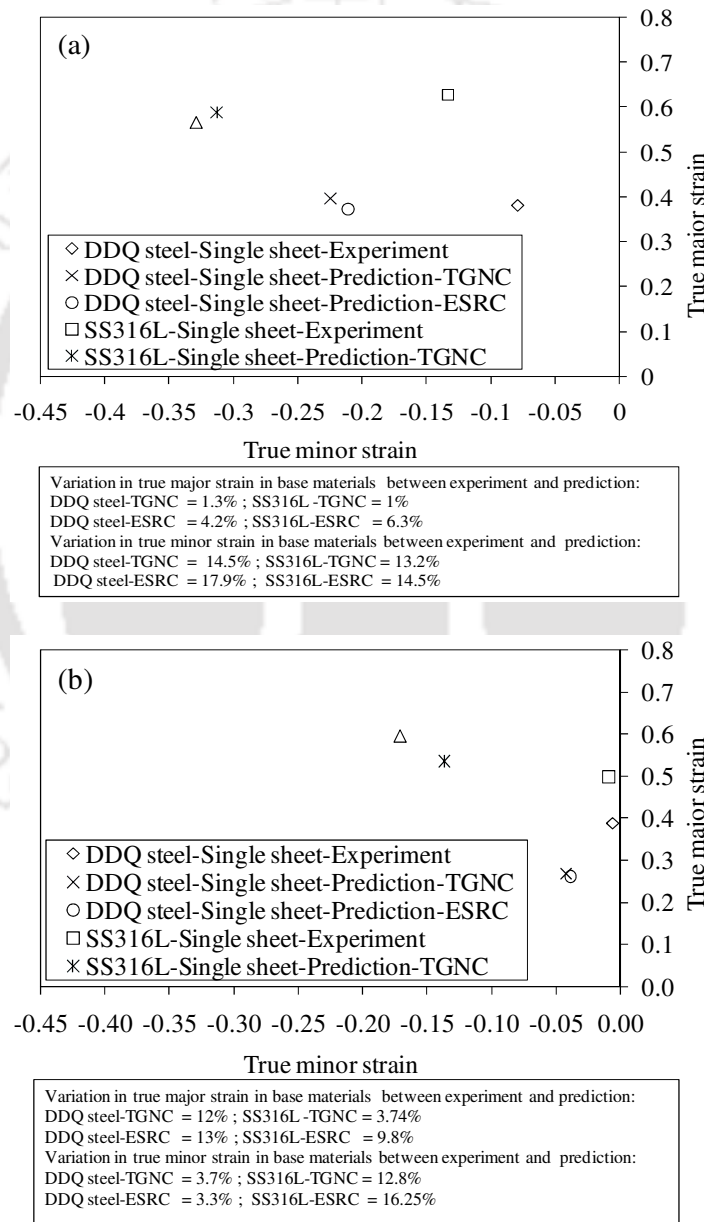 (a)
0.8
0.7
0.6
0.5
0.4
0.3
0.2
0.1
0
True major strain
DDQ steel-Single sheet-Experiment
DDQ steel-Single sheet-Prediction-TGNC
DDQ steel-Single sheet-Prediction-ESRC
SS316L-Single sheet-Experiment
SS316L-Single sheet-Prediction-TGNC
-0.45 -0.4 -0.35 -0.3 -0.25 -0.2 -0.15 -0.1 -0.05 0
True minor strain
Variation in true major strain in base materials between experiment and prediction:
DDQ steel-TGNC = 1.3% ; SS316L -TGNC = 1%
DDQ steel-ESRC = 4.2% ; SS316L-ESRC = 6.3%
Variation in true minor strain in base materials between experiment and prediction:
DDQ steel-TGNC = 14.5% ; SS316L-TGNC = 13.2%
DDQ steel-ESRC = 17.9% ; SS316L-ESRC = 14.5%
(b)
0.8
0.7
0.6
0.5
0.4
0.3
0.2
0.1
0.0
True major strain
DDQ steel-Single sheet-Experiment
DDQ steel-Single sheet-Prediction-TGNC
DDQ steel-Single sheet-Prediction-ESRC
SS316L-Single sheet-Experiment
SS316L-Single sheet-Prediction-TGNC
-0.45 -0.40 -0.35 -0.30 -0.25 -0.20 -0.15 -0.10 -0.05 0.00
True minor strain
Variation in true major strain in base materials between experiment and prediction:
DDQ steel-TGNC = 12% ; SS316L -TGNC = 3.74%
DDQ steel-ESRC = 13% ; SS316L-ESRC = 9.8%
Variation in true minor strain in base materials between experiment and prediction:
DDQ steel-TGNC = 3.7% ; SS316L-TGNC = 12.8%
DDQ steel-ESRC = 3.3% ; SS316L-ESRC = 16.25%